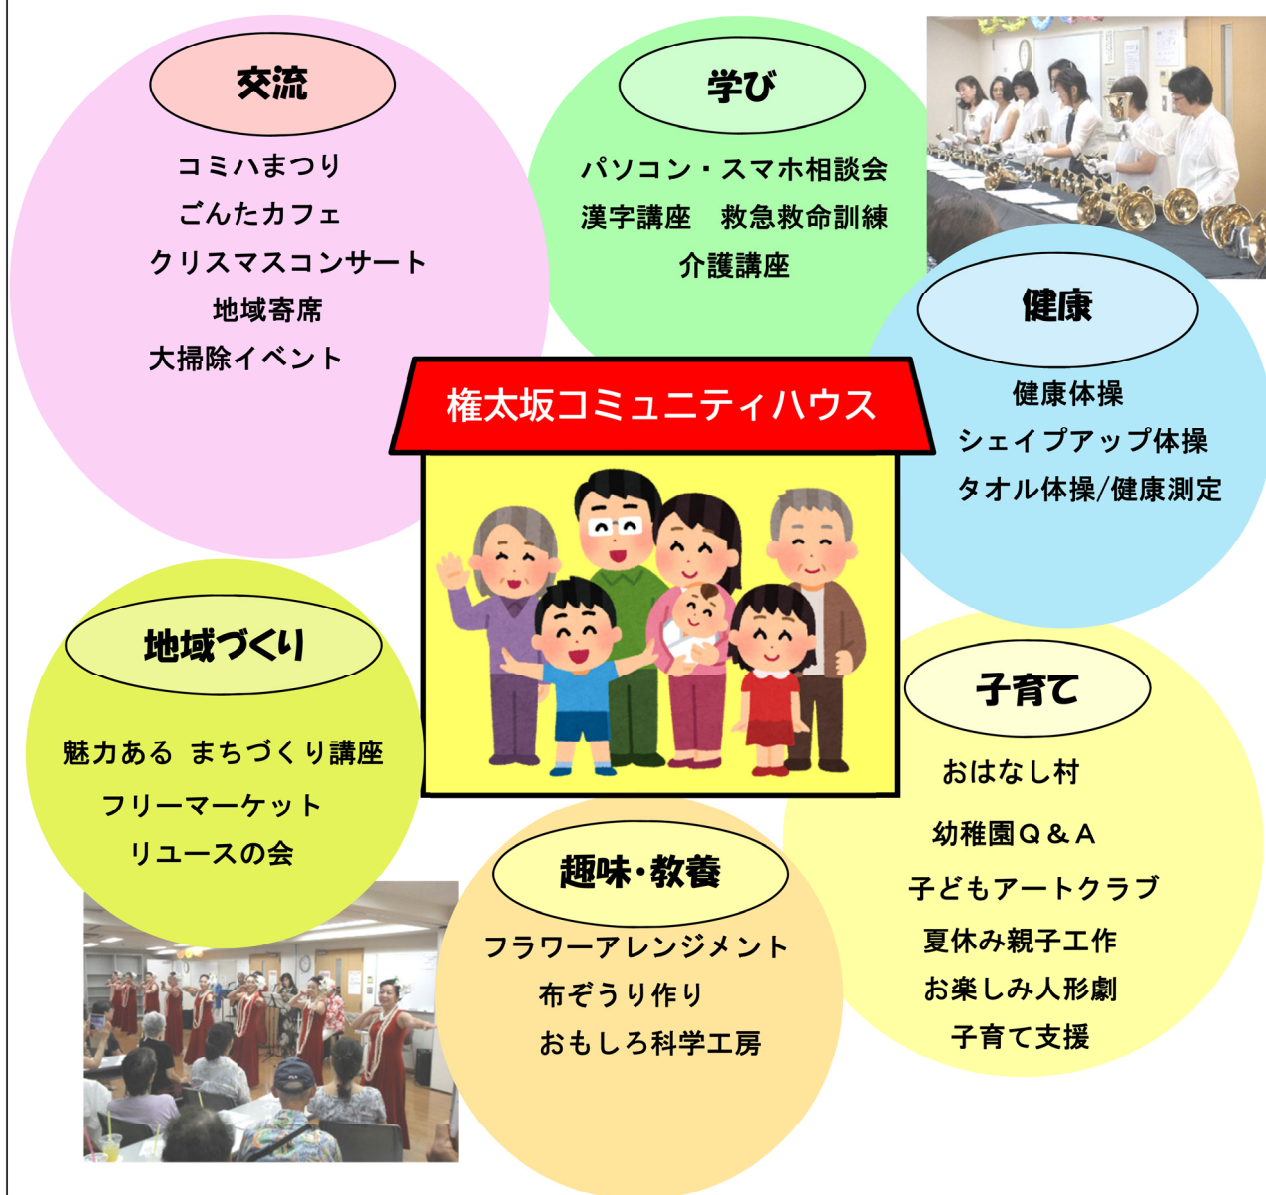 交流
コミハまつり
ごんたカフェ
クリスマスコンサート
地域寄席
大掃除イベント
学び
パソコン・スマホ相談会
漢字講座　救急救命訓練
介護講座
健康
健康体操
シェイプアップ体操
タオル体操/健康測定
権太坂コミュニティハウス
地域づくり
魅力ある まちづくり講座
フリーマーケット
リユースの会
子育て
おはなし村
幼稚園Q＆A
子どもアートクラブ
夏休み親子工作
お楽しみ人形劇
子育て支援
趣味・教養
フラワーアレンジメント
布ぞうり作り
おもしろ科学工房